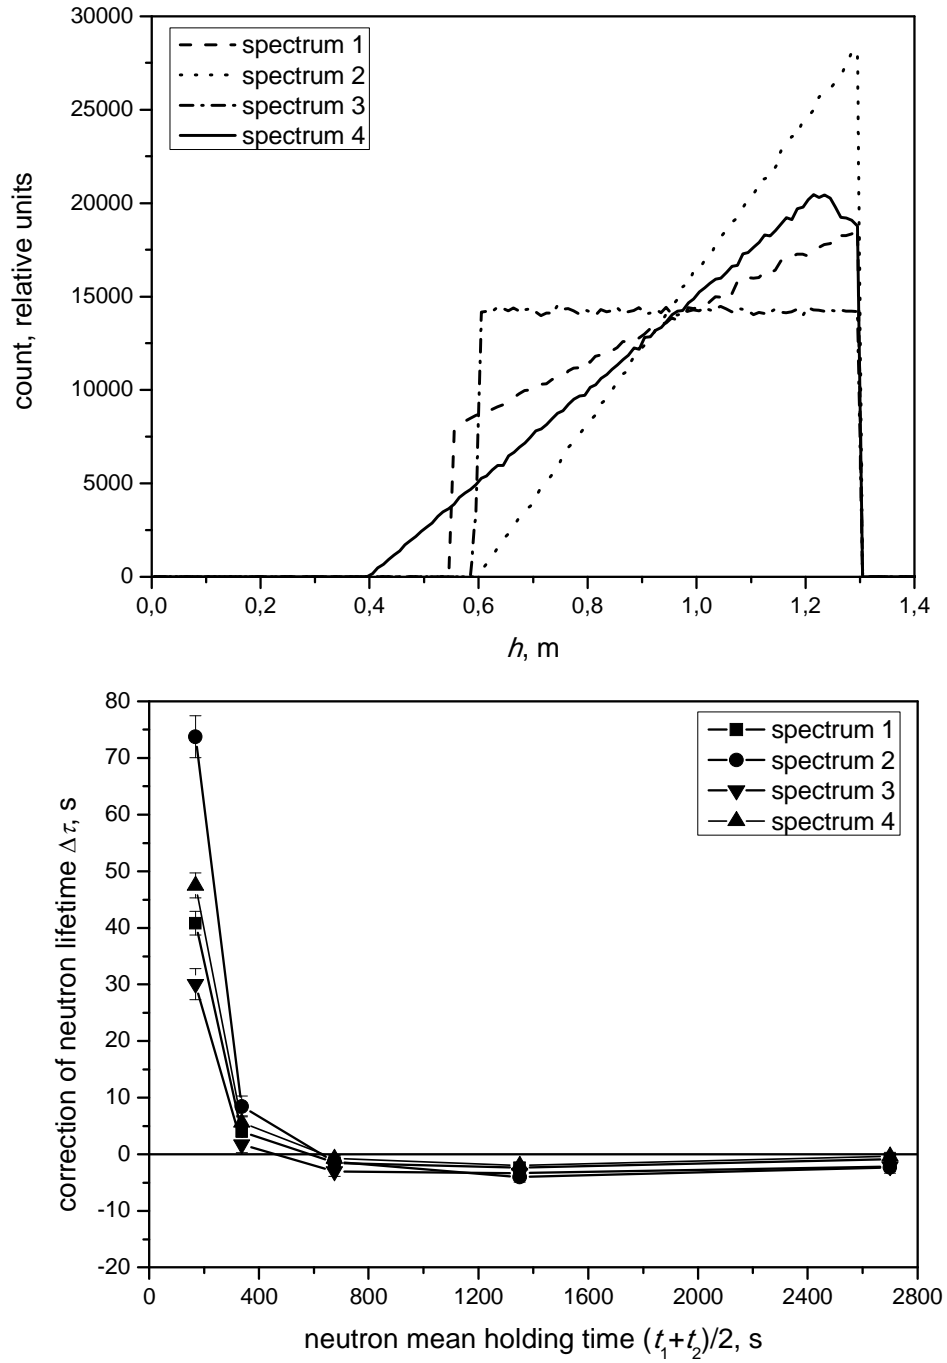 30000
25000
20000
15000
10000
5000
0
count, relative units
spectrum 1
spectrum 2
spectrum 3
spectrum 4
0,0 0,2 0,4 0,6 0,8 1,0 1,2 1,4
h, m
80
70
60
50
40
30
20
10
0
-10
-20
correction of neutron lifetime Δτ, s
spectrum 1
spectrum 2
spectrum 3
spectrum 4
0 400 800 1200 1600 2000 2400 2800
neutron mean holding time (t₁+t₂)/2, s